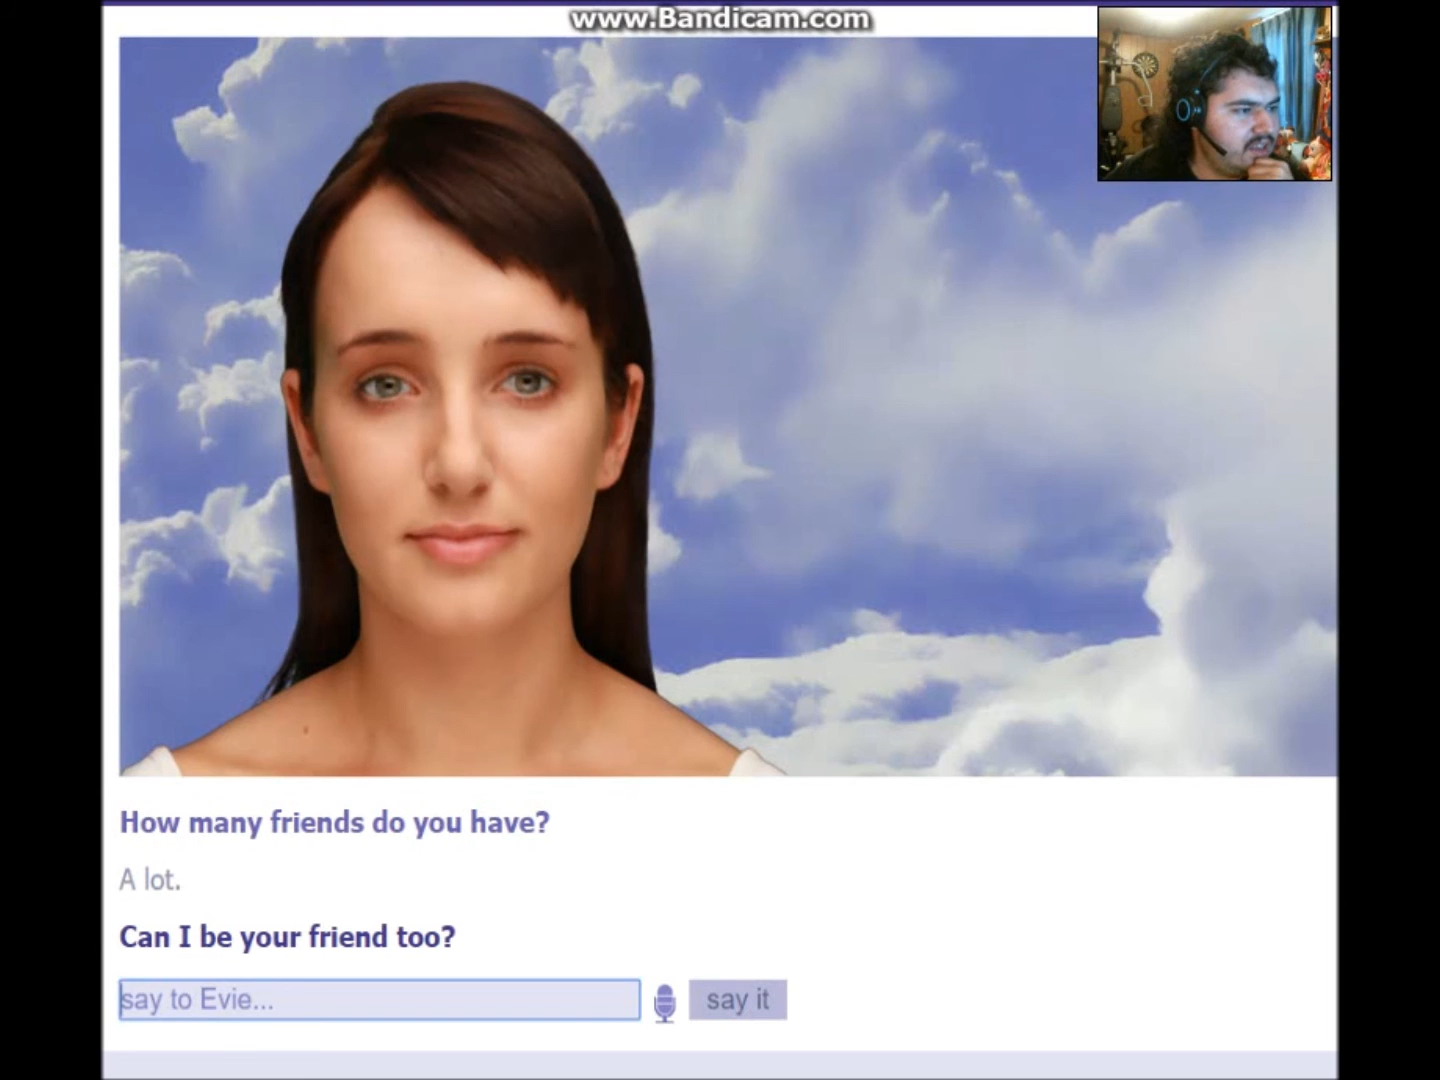 www.Bandicam.com
How many friends do you have?
A lot.
Can I be your friend too?
say to Evie...
say it